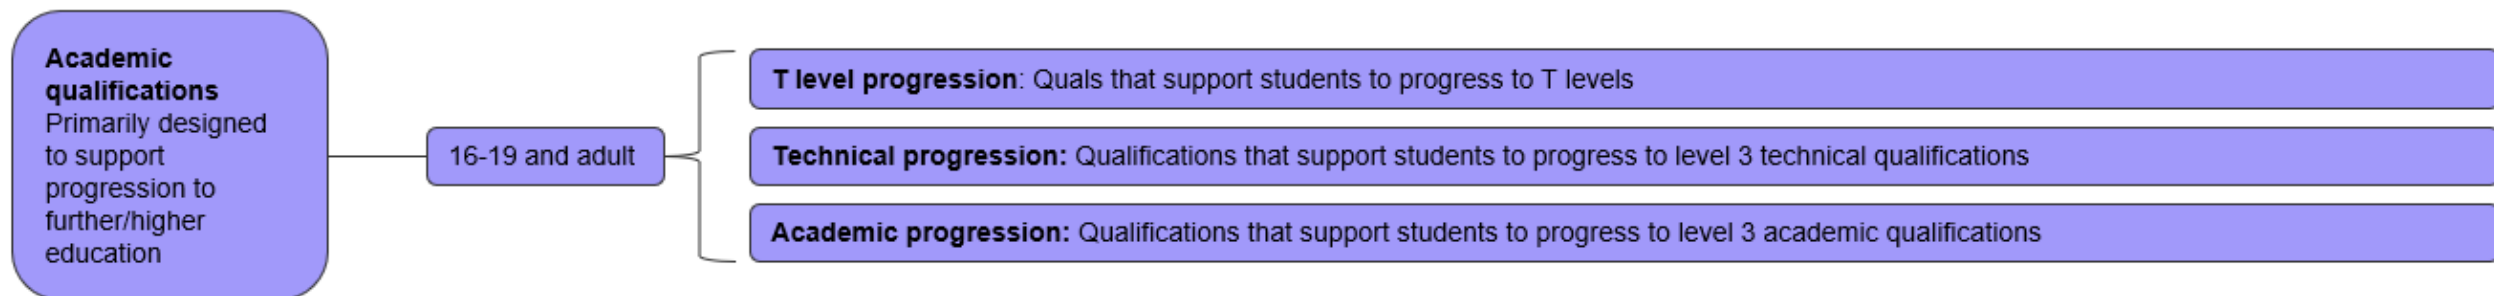 Academic
qualifications
Primarily designed
to support
progression to
further/higher
education
16-19 and adult
T level progression: Quals that support students to progress to T levels
Technical progression: Qualifications that support students to progress to level 3 technical qualifications
Academic progression: Qualifications that support students to progress to level 3 academic qualifications